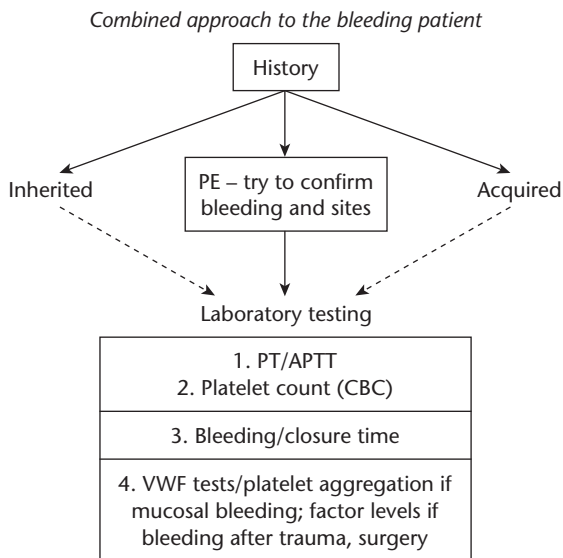 Combined approach to the bleeding patient
History
Inherited
PE – try to confirm
bleeding and sites
Acquired
Laboratory testing
1. PT/APTT
2. Platelet count (CBC)
3. Bleeding/closure time
4. VWF tests/platelet aggregation if
mucosal bleeding; factor levels if
bleeding after trauma, surgery